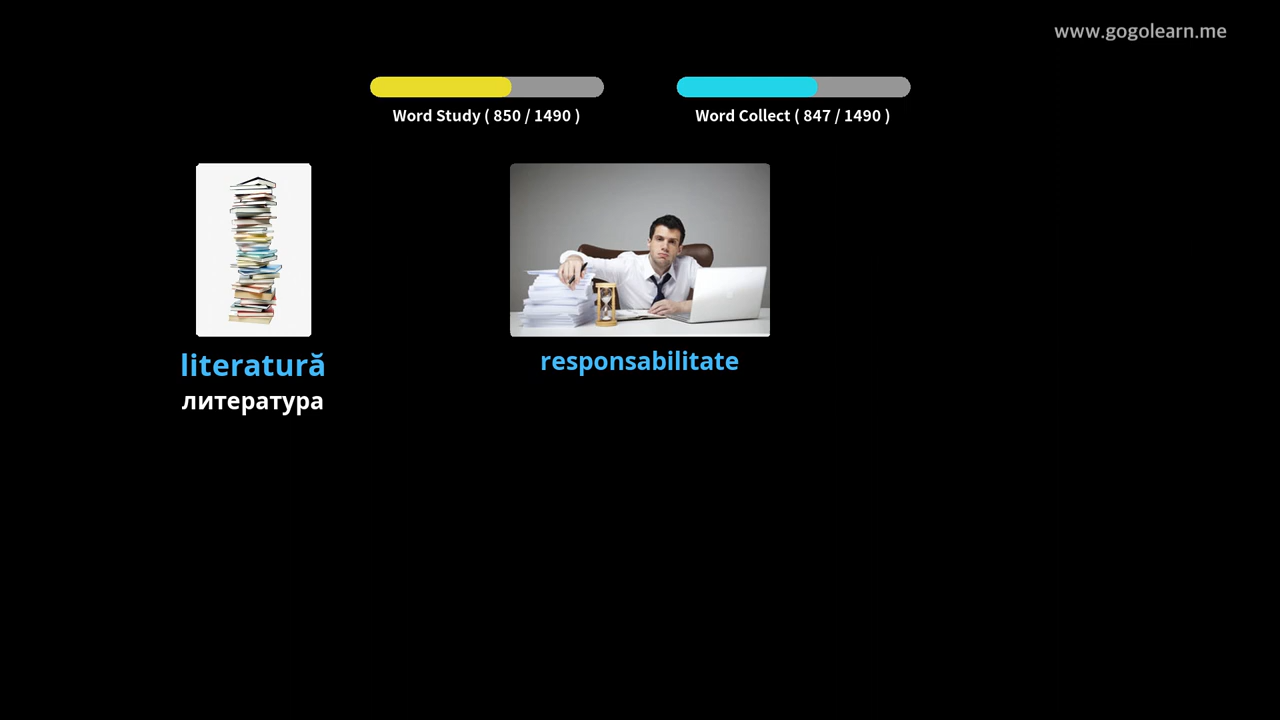 www.gogolearn.me
Word Study ( 850 / 1490 )
Word Collect ( 847 / 1490 )
literatură
литература
responsabilitate